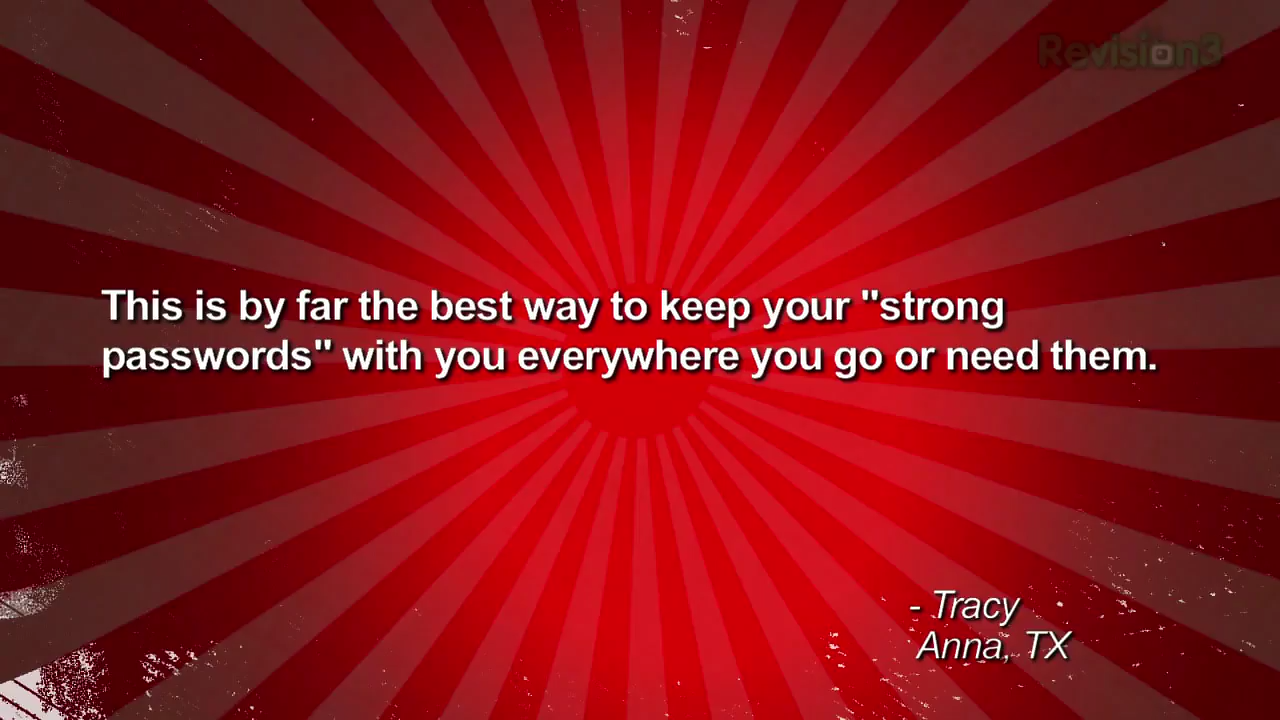 Revision3
This is by far the best way to keep your "strong
passwords" with you everywhere you go or need them.
- Tracy
Anna, TX